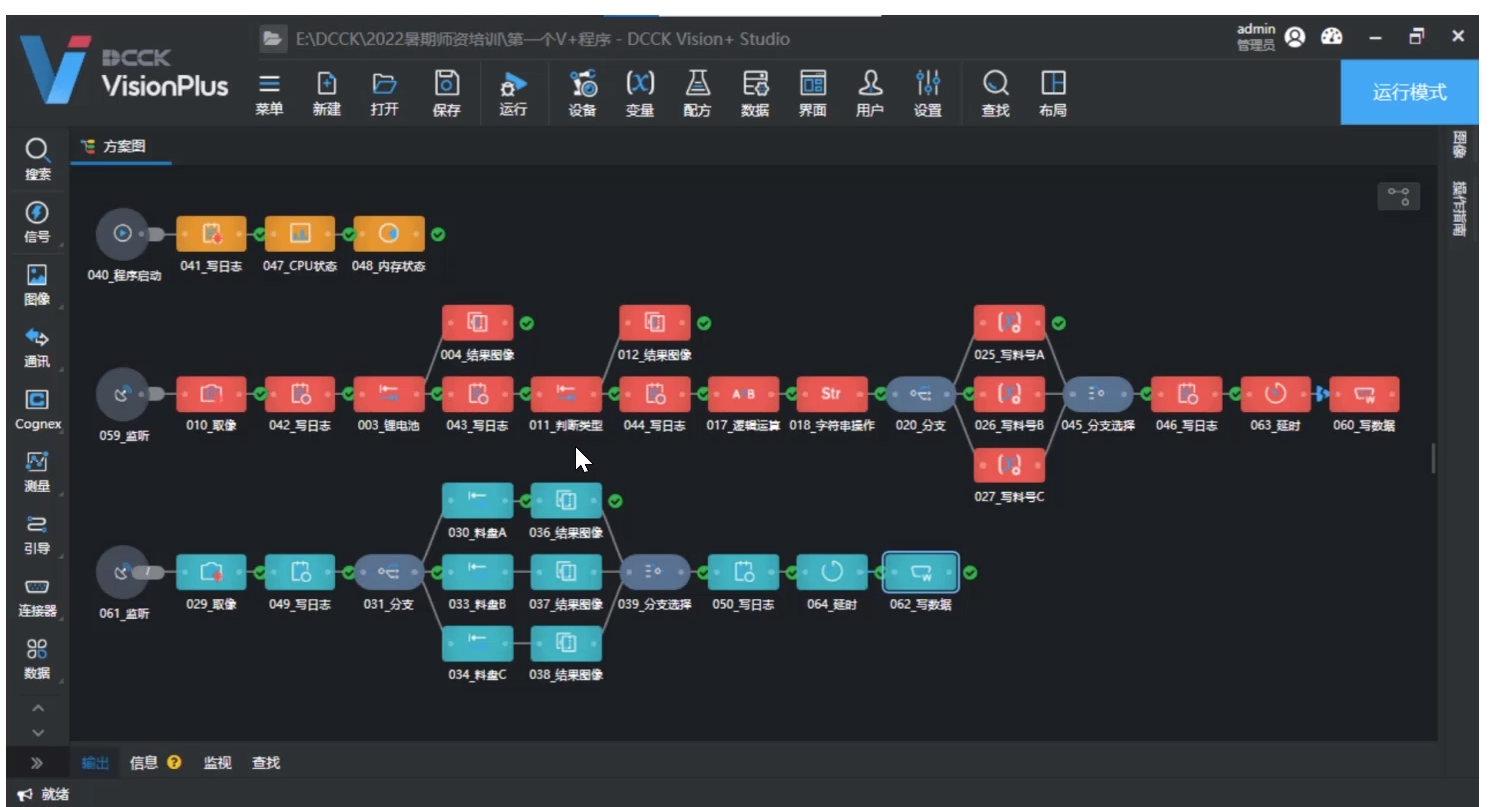 DCCK
VisionPlus
E:\DCCK\2022暑期师资培训\第一个V+程序 - DCCK Vision+ Studio
admin
管理员
菜单 新建 打开 保存 运行 设备 变量 配方 数据 界面 用户 设置 查找 布局
运行模式
搜索
信号
图像
通讯
Cognex
测量
引导
连接器
数据
方案图
图像
操作指南
040_程序启动 041_写日志 047_CPU状态 048_内存状态
004_结果图像 012_结果图像 025_写料号A
059_监听 010_取像 042_写日志 003_锂电池 043_写日志 011_判断类型 044_写日志 017_逻辑运算 018_字符串操作 020_分支 026_写料号B 045_分支选择 046_写日志 063_延时 060_写数据
A B
Str
027_写料号C
030_料盘A 036_结果图像
061_监听 029_取像 049_写日志 031_分支 033_料盘B 037_结果图像 039_分支选择 050_写日志 064_延时 062_写数据
034_料盘C 038_结果图像
输出 信息 监视 查找
就绪